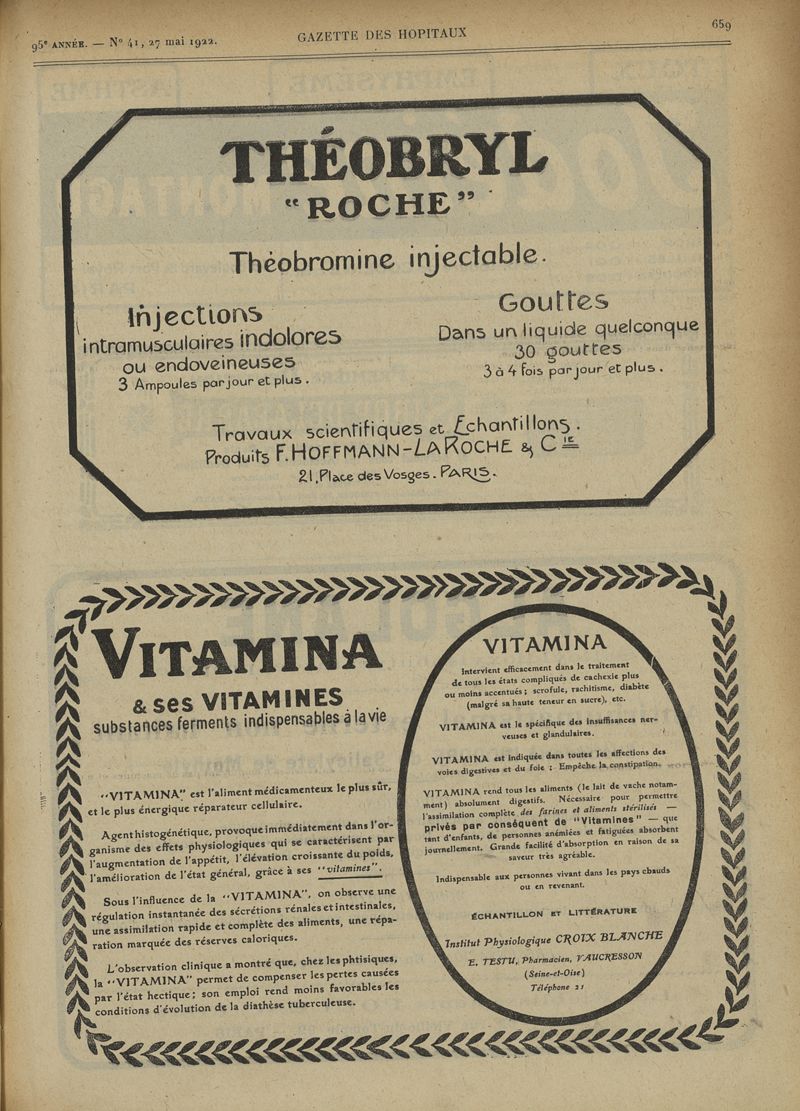 95e ANNÉE. — N° 41, 27 mai 1922.
GAZETTE DES HOPITAUX
659
THÉOBRYL
"ROCHE"
Théobromine injectable.
Injections
intramusculaires indolores
ou endoveineuses
3 Ampoules par jour et plus.
Gouttes
Dans un liquide quelconque
30 gouttes
3 à 4 fois par jour et plus.
Travaux scientifiques et Echantillons.
Produits F. HOFFMANN-LA ROCHE & Cie
21, Place des Vosges. PARIS.
VITAMINA
& ses VITAMINES
substances ferments indispensables à la vie
"VITAMINA" est l'aliment médicamenteux le plus sûr,
et le plus énergique réparateur cellulaire.
Agent histogénétique, provoque immédiatement dans l'or-
ganisme des effets physiologiques qui se caractérisent par
l'augmentation de l'appétit, l'élévation croissante du poids,
l'amélioration de l'état général, grâce à ses "vitamines".
Sous l'influence de la "VITAMINA", on observe une
régulation instantanée des sécrétions rénales et intestinales,
une assimilation rapide et complète des aliments, une répa-
ration marquée des réserves caloriques.
L'observation clinique a montré que, chez les phtisiques,
la "VITAMINA" permet de compenser les pertes causées
par l'état hectique; son emploi rend moins favorables les
conditions d'évolution de la diathèse tuberculeuse.
VITAMINA
Intervient efficacement dans le traitement
de tous les états compliqués de cachexie plus
ou moins accentués; scrofule, rachitisme, diabète
(malgré sa haute teneur en sucre), etc.
VITAMINA est le spécifique des insuffisances ner-
veuses et glandulaires.
VITAMINA est indiquée dans toutes les affections des
voies digestives et du foie; Empêche la constipation.
VITAMINA rend tous les aliments (le lait de vache notam-
ment) absolument digestifs. Nécessaire pour permettre
l'assimilation complète des farines et aliments stérilisés —
privés par conséquent de "Vitamines" — que
tant d'enfants, de personnes anémiées et fatiguées absorbent
journellement. Grande facilité d'absorption en raison de sa
saveur très agréable.
Indispensable aux personnes vivant dans les pays chauds
ou en revenant.
ÉCHANTILLON ET LITTÉRATURE
Institut Physiologique CROIX BLANCHE
E. TESTU, Pharmacien, VAUCRESSON
(Seine-et-Oise)
Téléphone 21